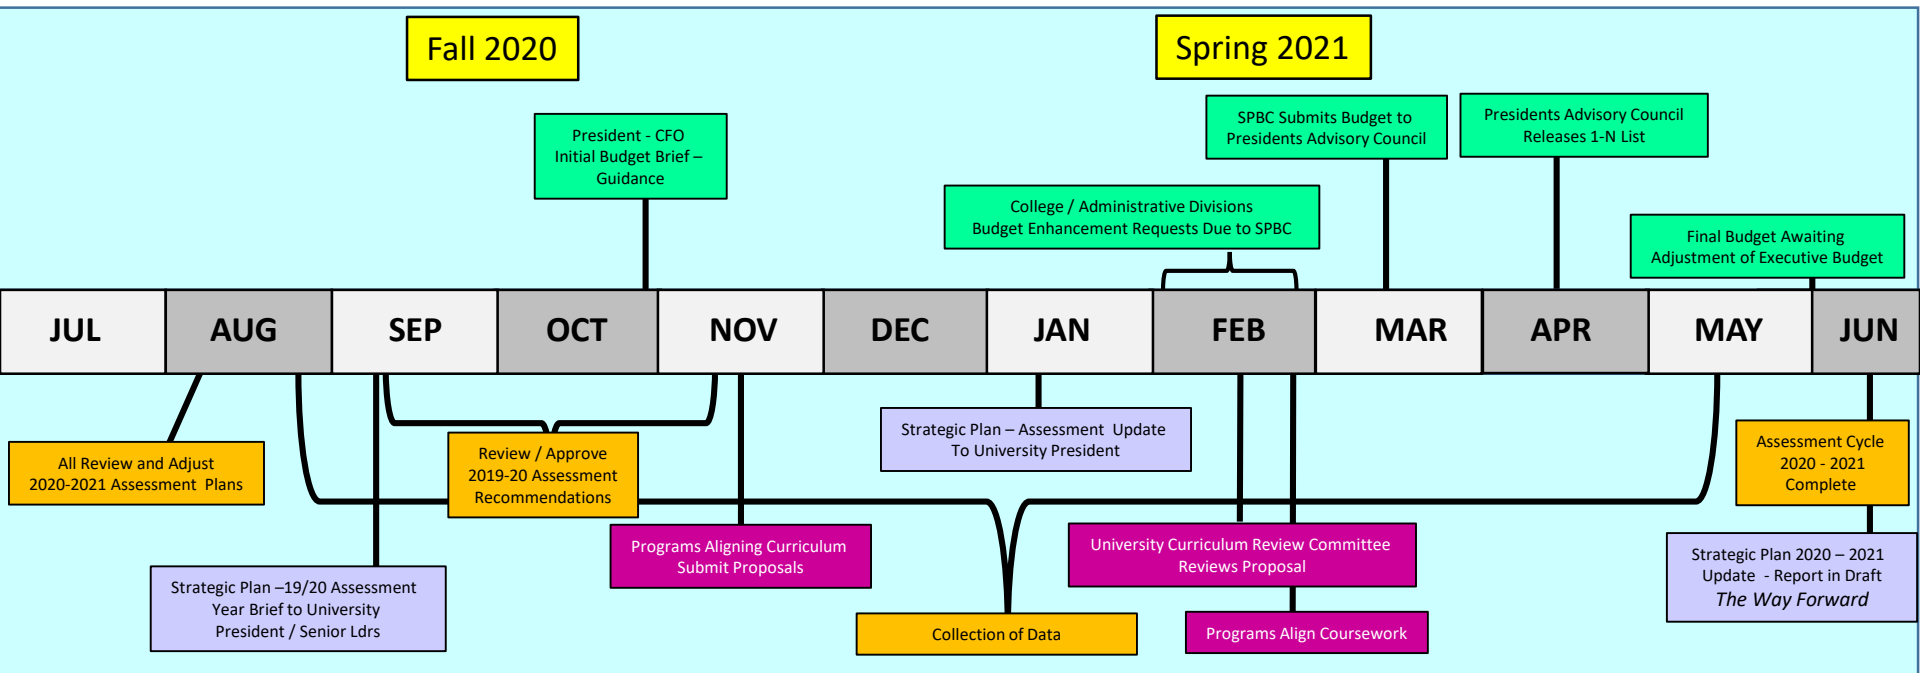 Fall 2020
Spring 2021
President - CFO
Initial Budget Brief –
Guidance
SPBC Submits Budget to
Presidents Advisory Council
Presidents Advisory Council
Releases 1-N List
College / Administrative Divisions
Budget Enhancement Requests Due to SPBC
Final Budget Awaiting
Adjustment of Executive Budget
JUL
AUG
SEP
OCT
NOV
DEC
JAN
FEB
MAR
APR
MAY
JUN
All Review and Adjust
2020-2021 Assessment Plans
Review / Approve
2019-20 Assessment
Recommendations
Strategic Plan – Assessment Update
To University President
Assessment Cycle
2020 - 2021
Complete
Programs Aligning Curriculum
Submit Proposals
University Curriculum Review Committee
Reviews Proposal
Strategic Plan 2020 – 2021
Update - Report in Draft
The Way Forward
Strategic Plan –19/20 Assessment
Year Brief to University
President / Senior Ldrs
Collection of Data
Programs Align Coursework